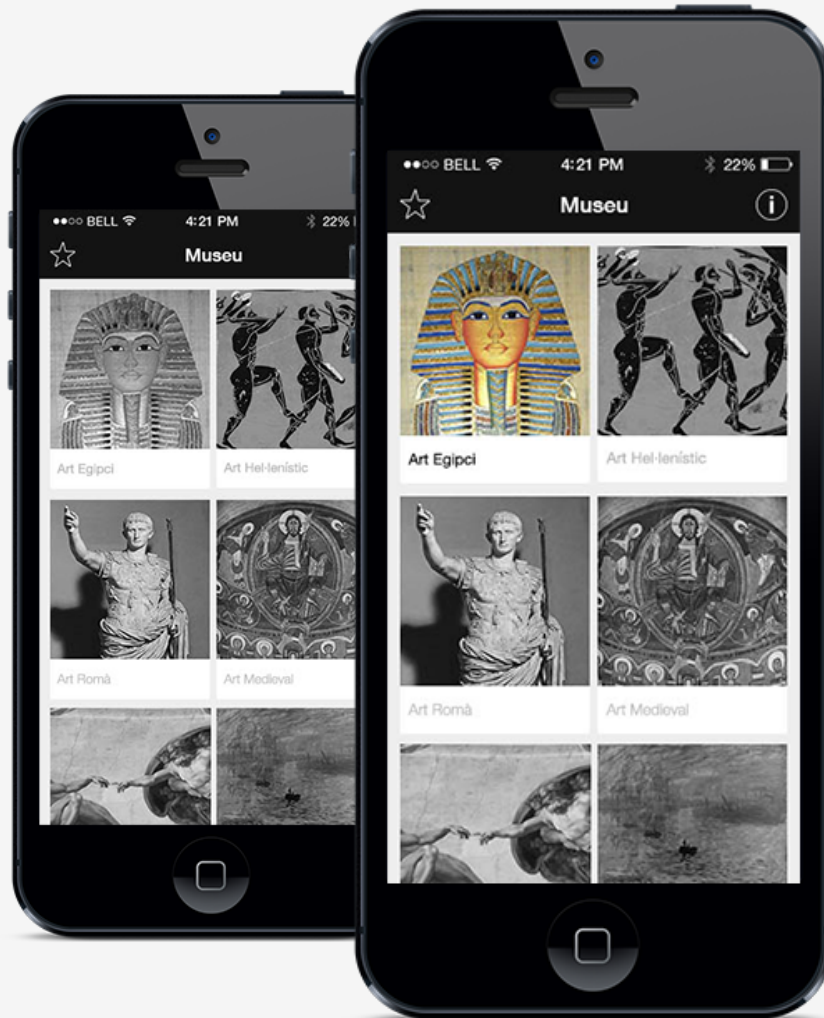 BELL 4:21 PM 22%
Museu
Art Egipci Art Hel·lenístic
Art Romà Art Medieval
BELL 4:21 PM 22%
Museu
Art Egipci Art Hel·lenístic
Art Romà Art Medieval